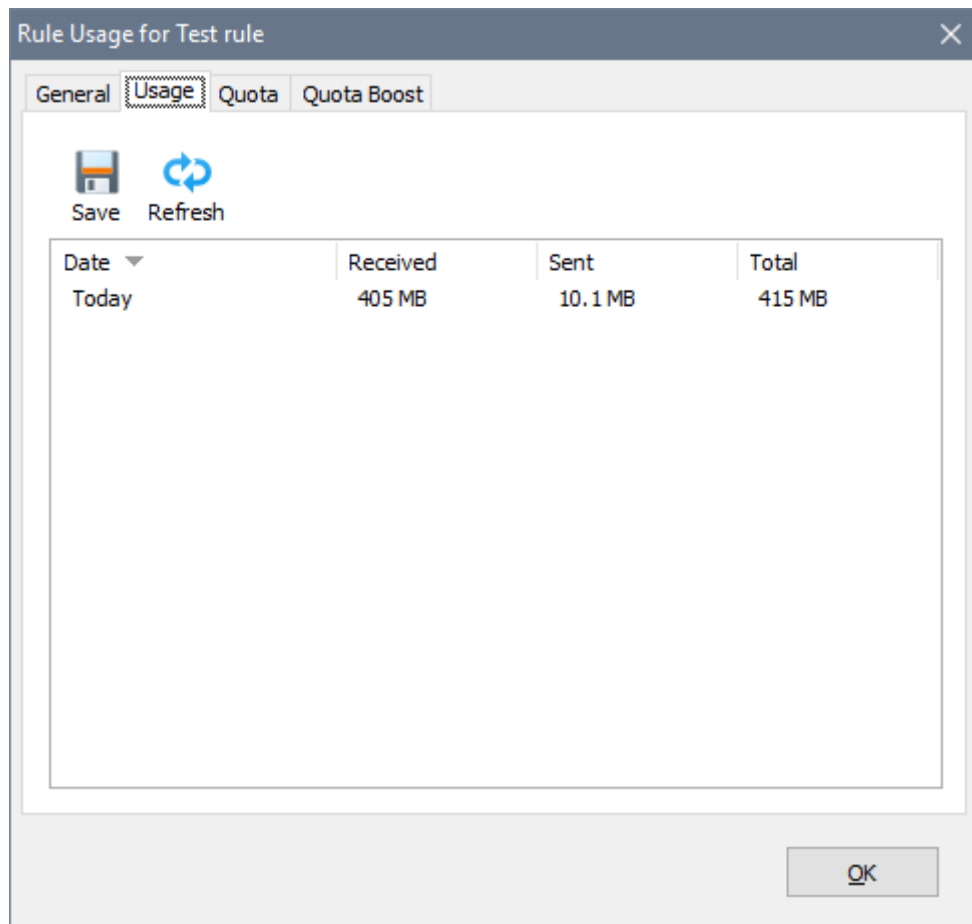 Rule Usage for Test rule
General Usage Quota Quota Boost
Save Refresh
Date Received Sent Total
Today 405 MB 10.1 MB 415 MB
OK